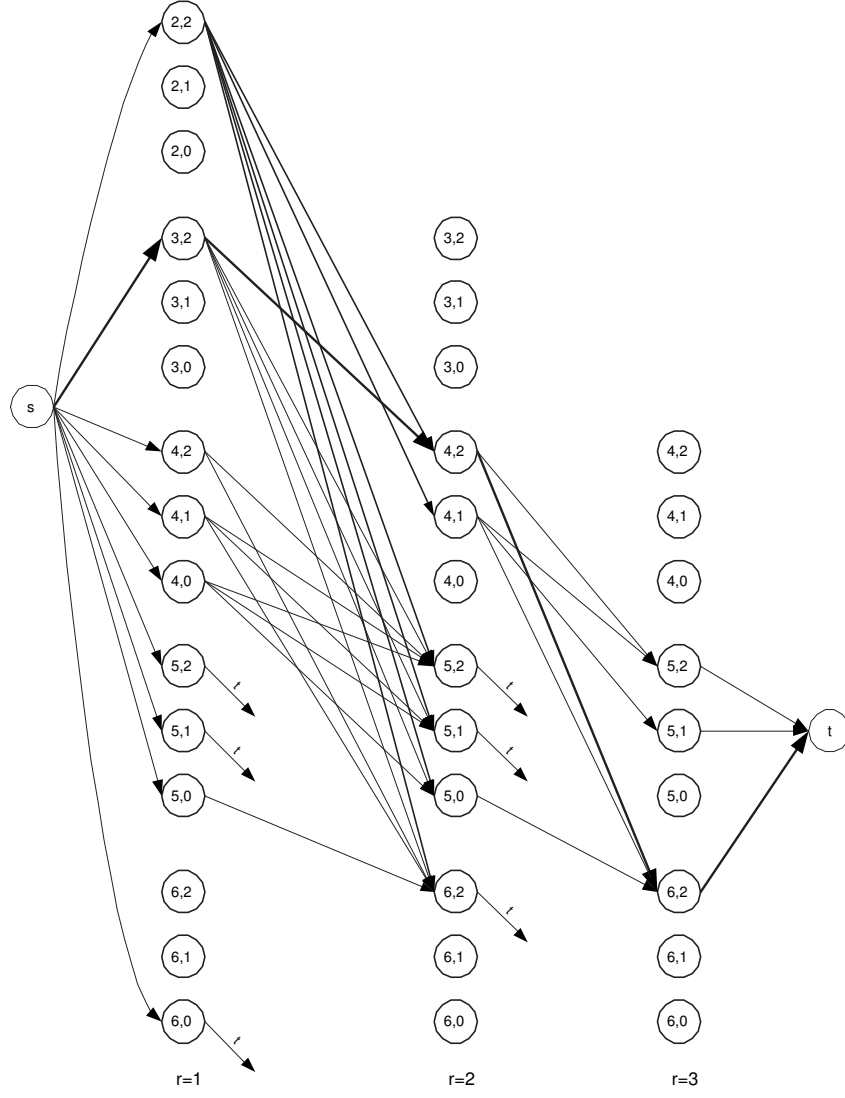 2,2
2,1
2,0
3,2 3,2
3,1 3,1
3,0 3,0
s
4,2 4,2 4,2
4,1 4,1 4,1
4,0 4,0 4,0
5,2 5,2 5,2
t t
5,1 5,1 5,1 t
t t
5,0 5,0 5,0
6,2 6,2 6,2
t
6,1 6,1 6,1
6,0 6,0 6,0
t
r=1 r=2 r=3